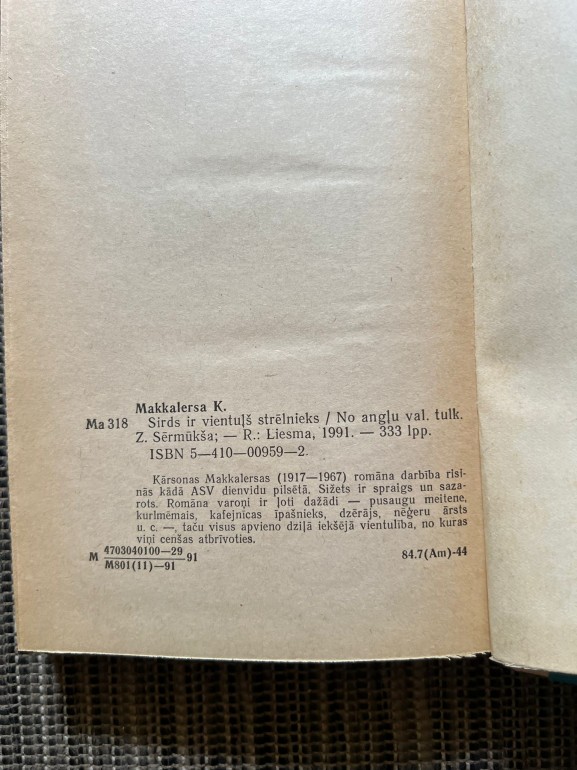 Makkalersa K.
Ma 318 Sirds ir vientuļš strēlnieks / No angļu val. tulk.
Z. Sērmūkša; — R.: Liesma, 1991. — 333 lpp.
ISBN 5—410—00959—2.
Kārsonas Makkalersas (1917—1967) romāna darbība risi-
nās kādā ASV dienvidu pilsētā. Sižets ir spraigs un saza-
rots. Romāna varoņi ir ļoti dažādi — pusaugu meitene,
kurlmēmais, kafejnīcas īpašnieks, dzērājs, nēģeru ārsts
u. c. —, taču visus apvieno dziļā iekšējā vientulība, no kuras
viņi cenšas atbrīvoties.
M 4703040100—29 91 84.7(Am)-44
M801(11)—91